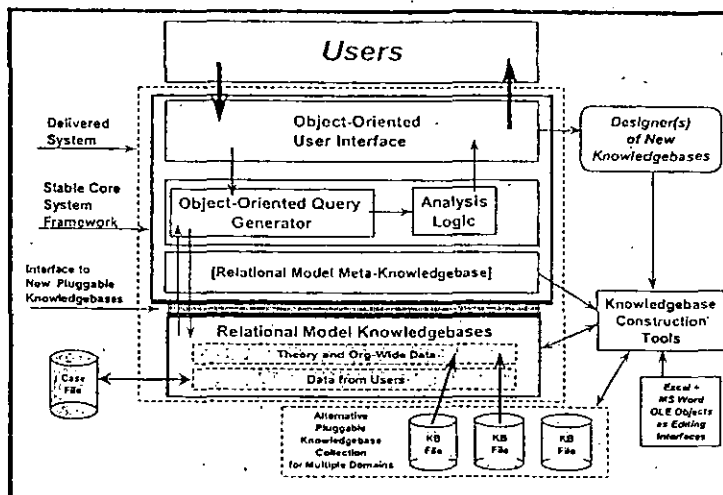 Users
Delivered
System
Object-Oriented
User Interface
Designer(s)
of New
Knowledgebases
Stable Core
System
Framework
Object-Oriented Query
Generator
Analysis
Logic
[Relational Model Meta-Knowledgebase]
Interface to
New Pluggable
Knowledgebases
Relational Model Knowledgebases
Theory and Org-Wide Data
Data from Users
Knowledgebase
Construction
Tools
Case
File
Alternative
Pluggable
Knowledgebase
Collection
for Multiple Domains
KB
File
KB
File
KB
File
Excel +
MS Word
OLE Objects
as Editing
Interfaces